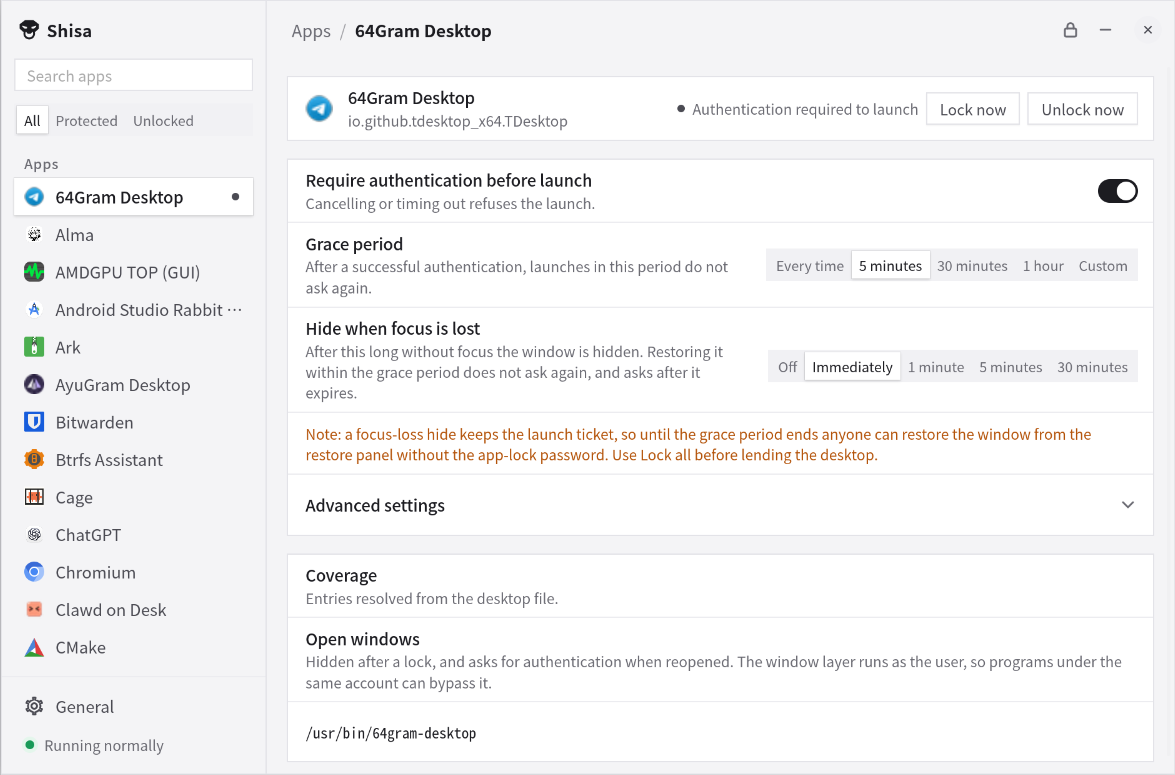 Shisa
Search apps
All Protected Unlocked
Apps
64Gram Desktop
Alma
AMDGPU TOP (GUI)
Android Studio Rabbit ···
Ark
AyuGram Desktop
Bitwarden
Btrfs Assistant
Cage
ChatGPT
Chromium
Clawd on Desk
CMake
General
Running normally
Apps / 64Gram Desktop
64Gram Desktop
io.github.tdesktop_x64.TDesktop
Authentication required to launch
Lock now
Unlock now
Require authentication before launch
Cancelling or timing out refuses the launch.
Grace period
After a successful authentication, launches in this period do not
ask again.
Every time 5 minutes 30 minutes 1 hour Custom
Hide when focus is lost
After this long without focus the window is hidden. Restoring it
within the grace period does not ask again, and asks after it
expires.
Off Immediately 1 minute 5 minutes 30 minutes
Note: a focus-loss hide keeps the launch ticket, so until the grace period ends anyone can restore the window from the
restore panel without the app-lock password. Use Lock all before lending the desktop.
Advanced settings
Coverage
Entries resolved from the desktop file.
Open windows
Hidden after a lock, and asks for authentication when reopened. The window layer runs as the user, so programs under the
same account can bypass it.
/usr/bin/64gram-desktop